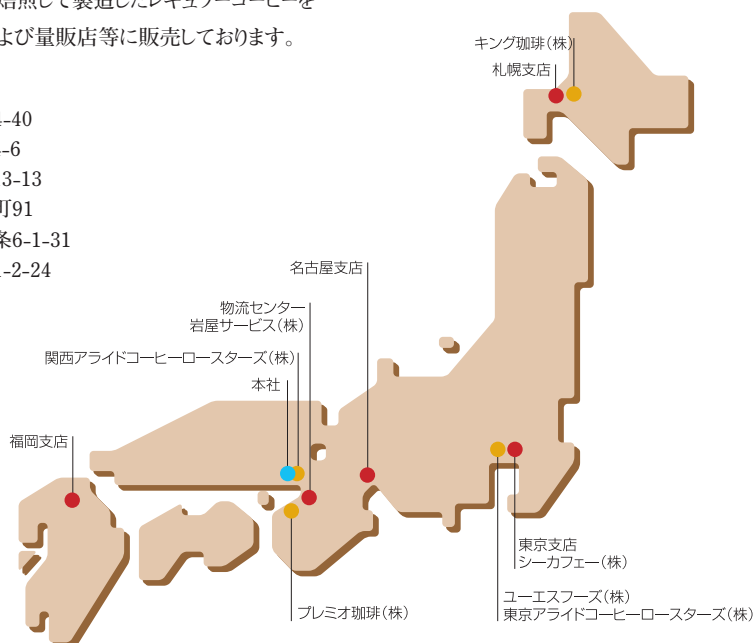 焙煎して製造したレギュラーコーヒーを
よび量販店等に販売しております。
4-40
4-6
3-13
町91
条6-1-31
1-2-24
キング珈琲(株)
札幌支店
名古屋支店
物流センター
岩屋サービス(株)
関西アライドコーヒーロースターズ(株)
本社
福岡支店
東京支店
シーカフェー(株)
ユーエスフーズ(株)
東京アライドコーヒーロースターズ(株)
プレミオ珈琲(株)